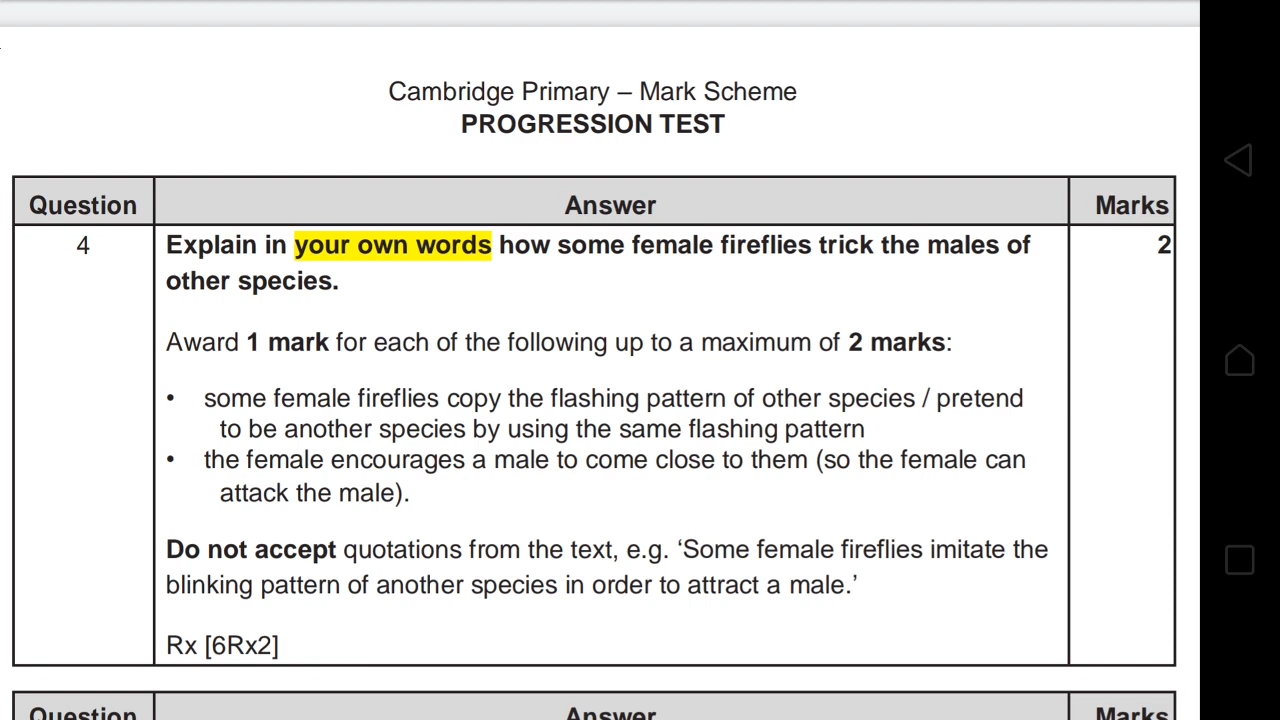 Cambridge Primary – Mark Scheme
PROGRESSION TEST
Question Answer Marks
4 Explain in your own words how some female fireflies trick the males of 2
other species.
Award 1 mark for each of the following up to a maximum of 2 marks:
• some female fireflies copy the flashing pattern of other species / pretend
to be another species by using the same flashing pattern
• the female encourages a male to come close to them (so the female can
attack the male).
Do not accept quotations from the text, e.g. ‘Some female fireflies imitate the
blinking pattern of another species in order to attract a male.’
Rx [6Rx2]
Question Answer Marks